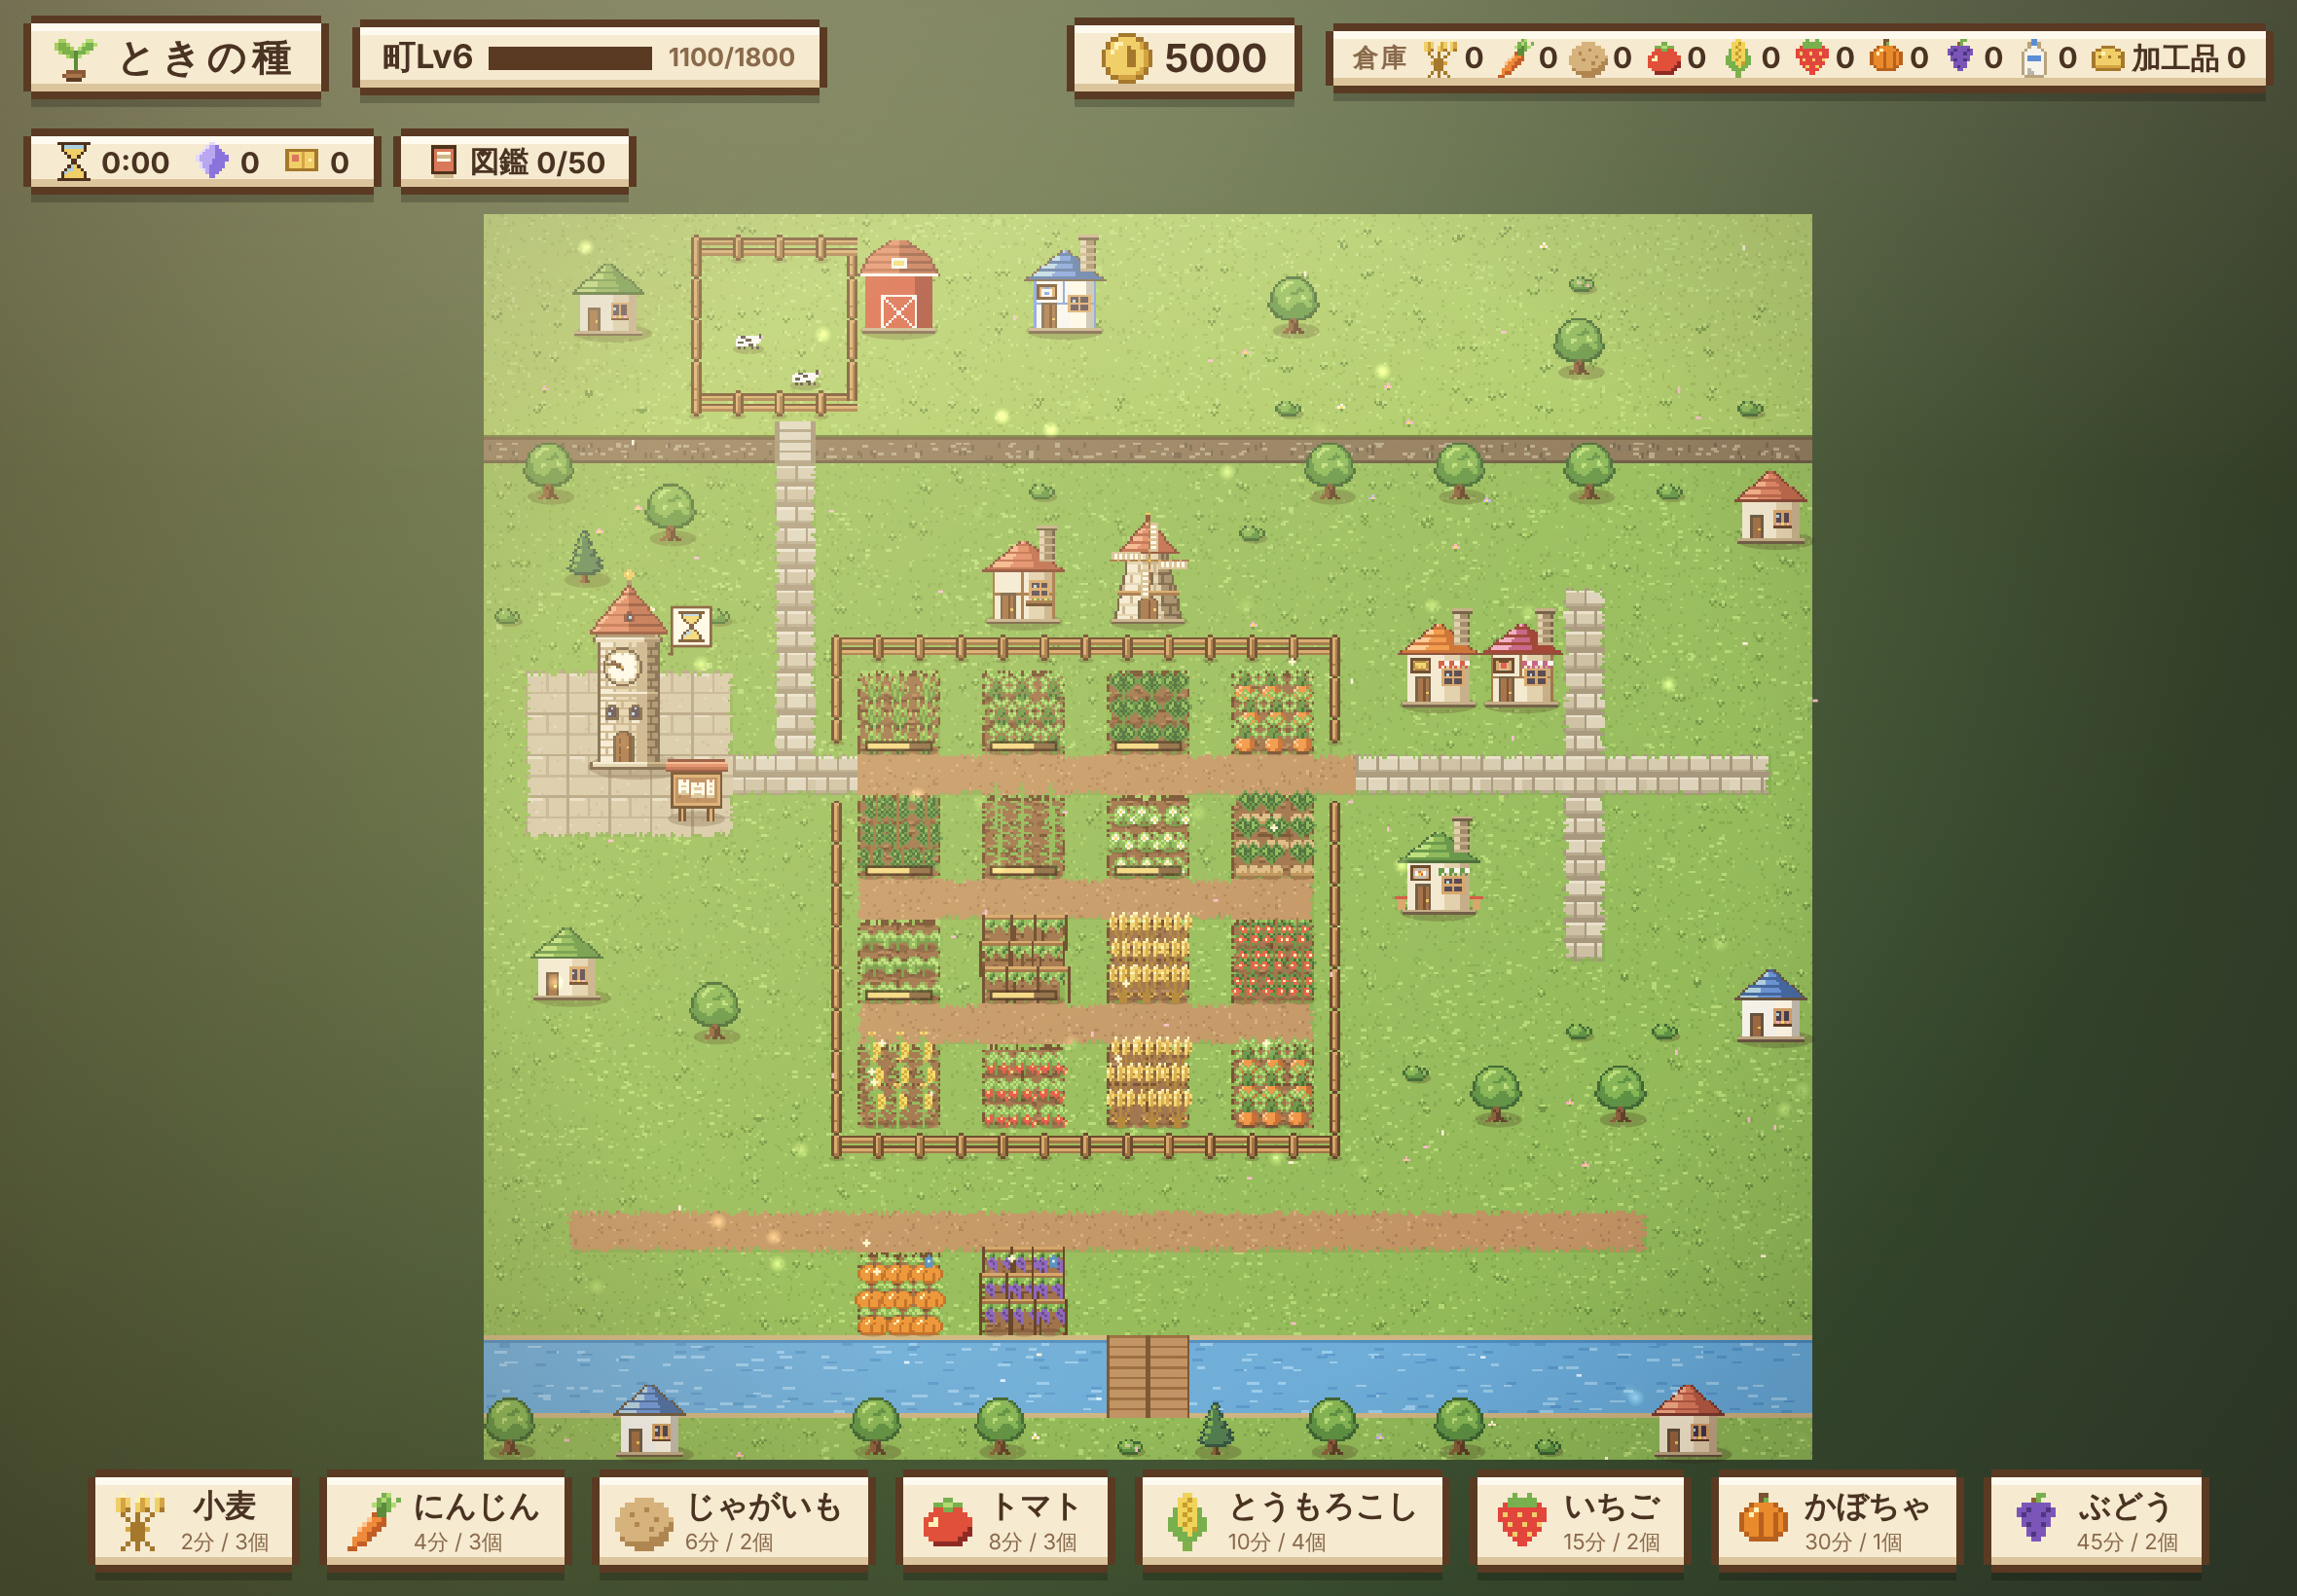 ときの種
町Lv6 1100/1800
5000
倉庫 0 0 0 0 0 0 0 0 0 加工品 0
0:00 0 0
図鑑 0/50
小麦
2分 / 3個
にんじん
4分 / 3個
じゃがいも
6分 / 2個
トマト
8分 / 3個
とうもろこし
10分 / 4個
いちご
15分 / 2個
かぼちゃ
30分 / 1個
ぶどう
45分 / 2個